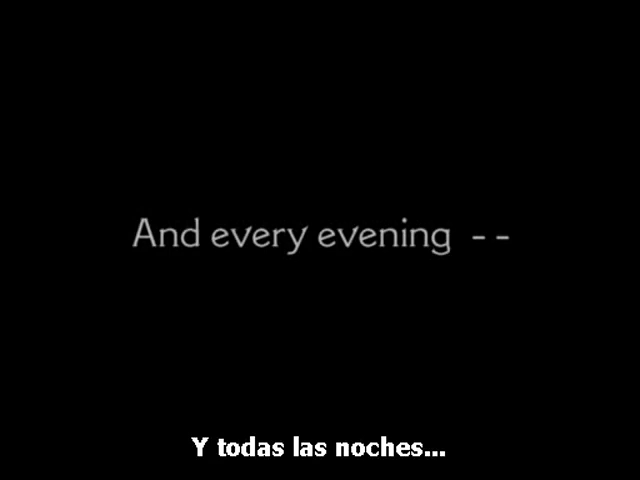 And every evening - -
Y todas las noches...